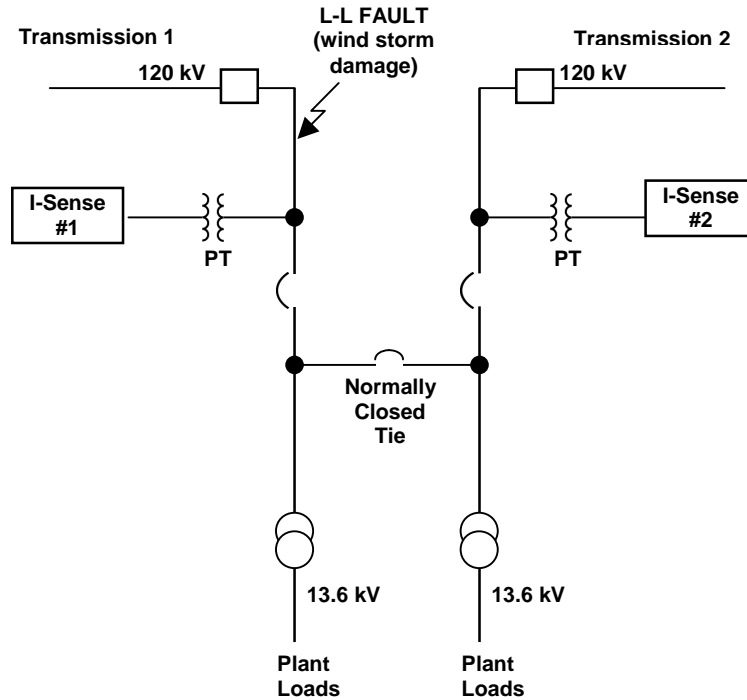 L-L FAULT
(wind storm
damage)
Transmission 1
Transmission 2
120 kV
120 kV
I-Sense
#1
I-Sense
#2
PT
PT
Normally
Closed
Tie
13.6 kV
13.6 kV
Plant
Loads
Plant
Loads